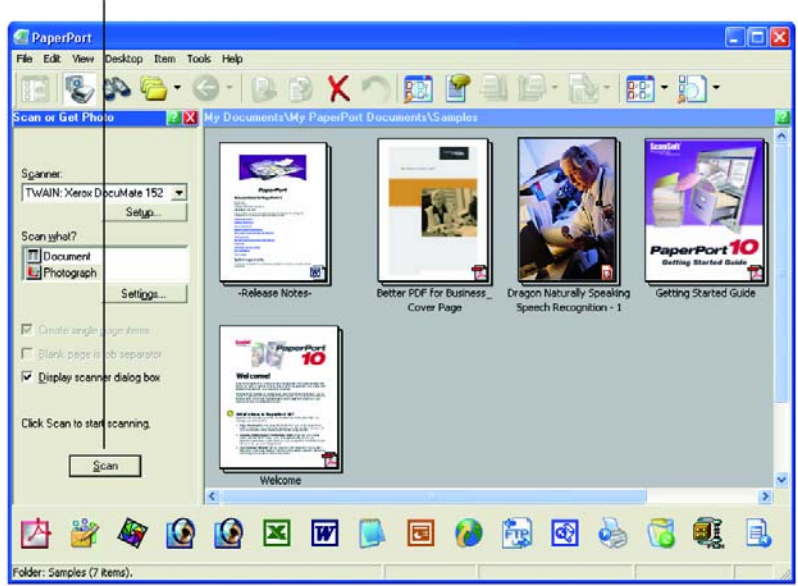 PaperPort
File Edit View Desktop Item Tools Help
Scan or Get Photo
My Documents\My PaperPort Documents\Samples
Scanner:
TWAIN: Xerox DocuMate 152
Setup...
Scan what?
Document
Photograph
Settings...
Create single page items
Blank page is job separator
Display scanner dialog box
Click Scan to start scanning.
Scan
PaperPort
-Release Notes-
Better PDF for Business_
Cover Page
Dragon Naturally Speaking
Speech Recognition - 1
ScanSoft
PaperPort 10
Getting Started Guide
Getting Started Guide
PaperPort
10
Welcome!
Welcome
FTP
Folder: Samples (7 items).